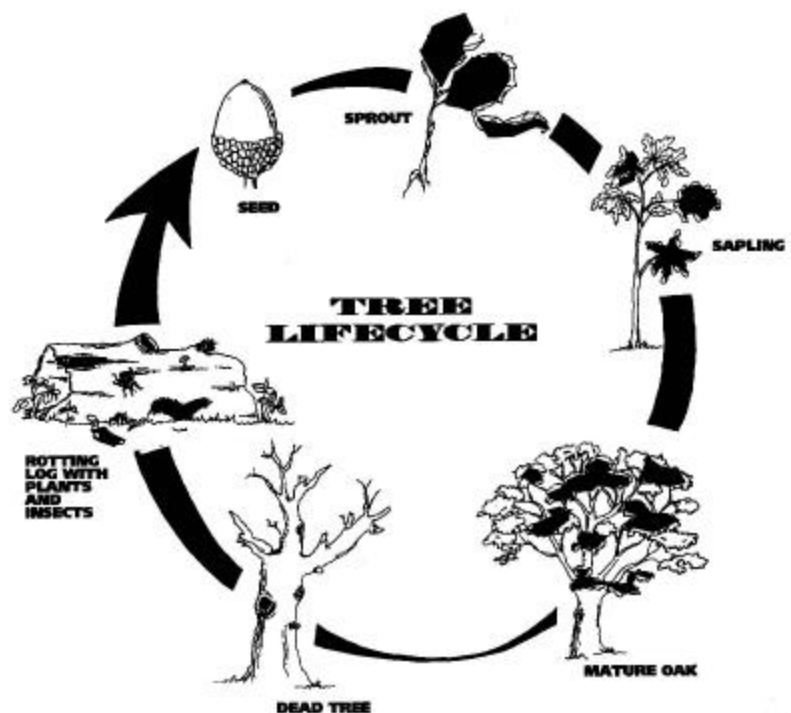 TREE
LIFECYCLE
SEED
SPROUT
SAPLING
MATURE OAK
DEAD TREE
ROTTING
LOG WITH
PLANTS
AND
INSECTS